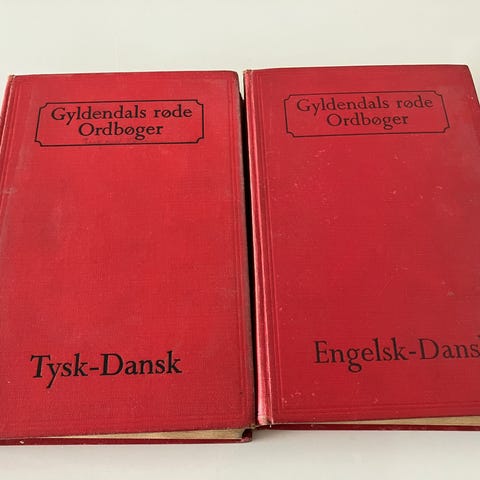 Gyldendals røde
Ordbøger
Tysk-Dansk
Gyldendals røde
Ordbøger
Engelsk-Dansk